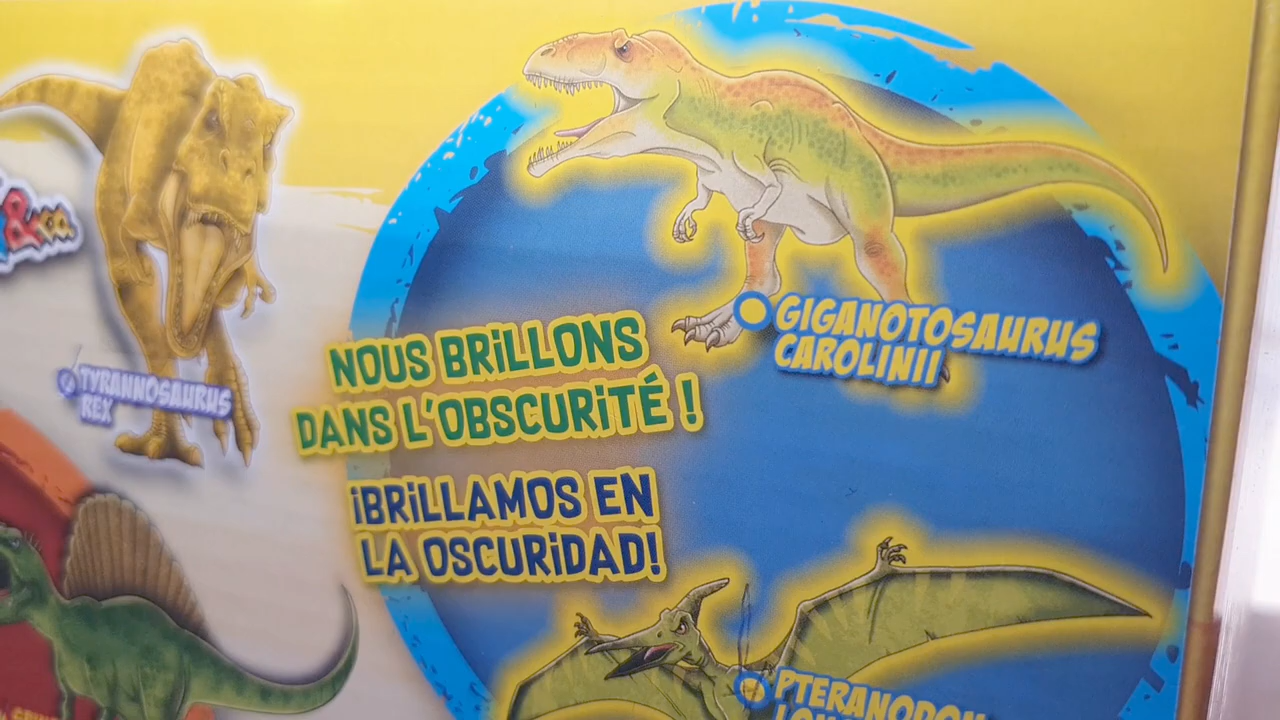 TYRANNOSAURUS
REX
NOUS BRILLONS
DANS L'OBSCURITÉ !
¡BRILLAMOS EN
LA OSCURIDAD!
GIGANOTOSAURUS
CAROLINII
PTERANODON